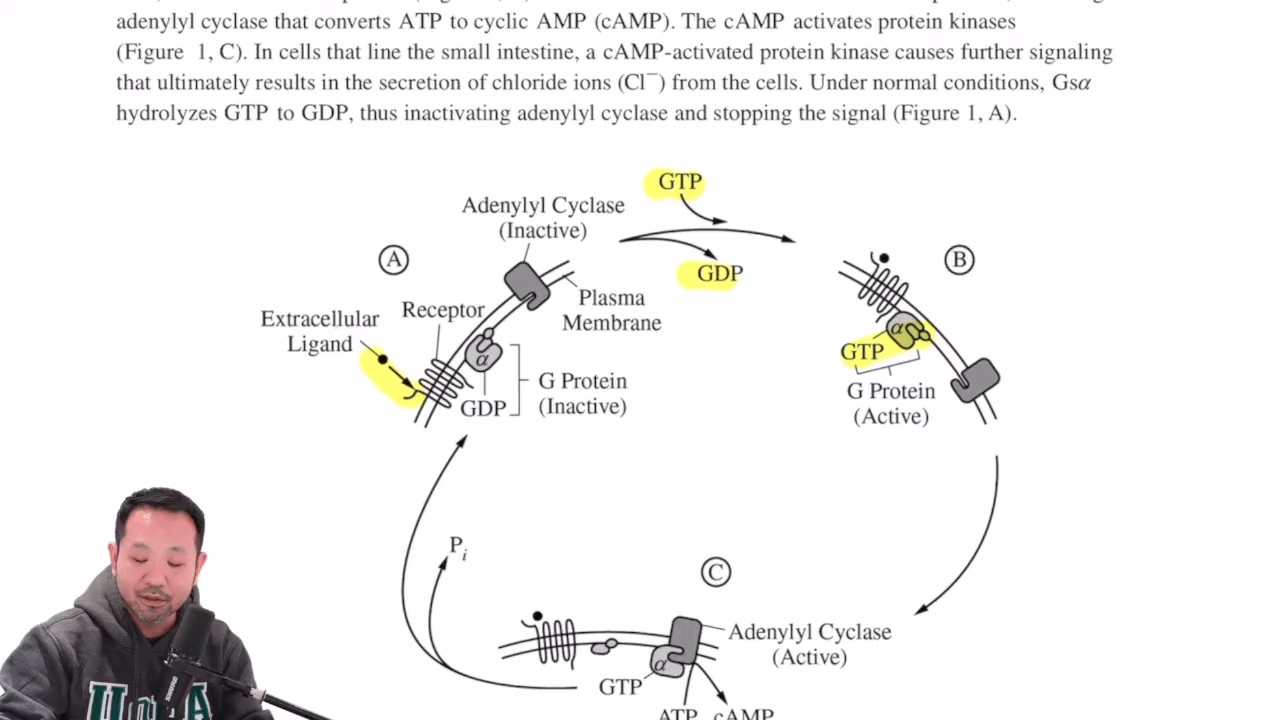 adenylyl cyclase that converts ATP to cyclic AMP (cAMP). The cAMP activates protein kinases
(Figure 1, C). In cells that line the small intestine, a cAMP-activated protein kinase causes further signaling
that ultimately results in the secretion of chloride ions (Cl⁻) from the cells. Under normal conditions, Gsα
hydrolyzes GTP to GDP, thus inactivating adenylyl cyclase and stopping the signal (Figure 1, A).
GTP
Adenylyl Cyclase
(Inactive)
A
B
GDP
Plasma
Membrane
Receptor
Extracellular
Ligand
α
α
GTP
G Protein
(Inactive)
GDP
G Protein
(Active)
Pi
C
Adenylyl Cyclase
(Active)
α
GTP
ATP cAMP